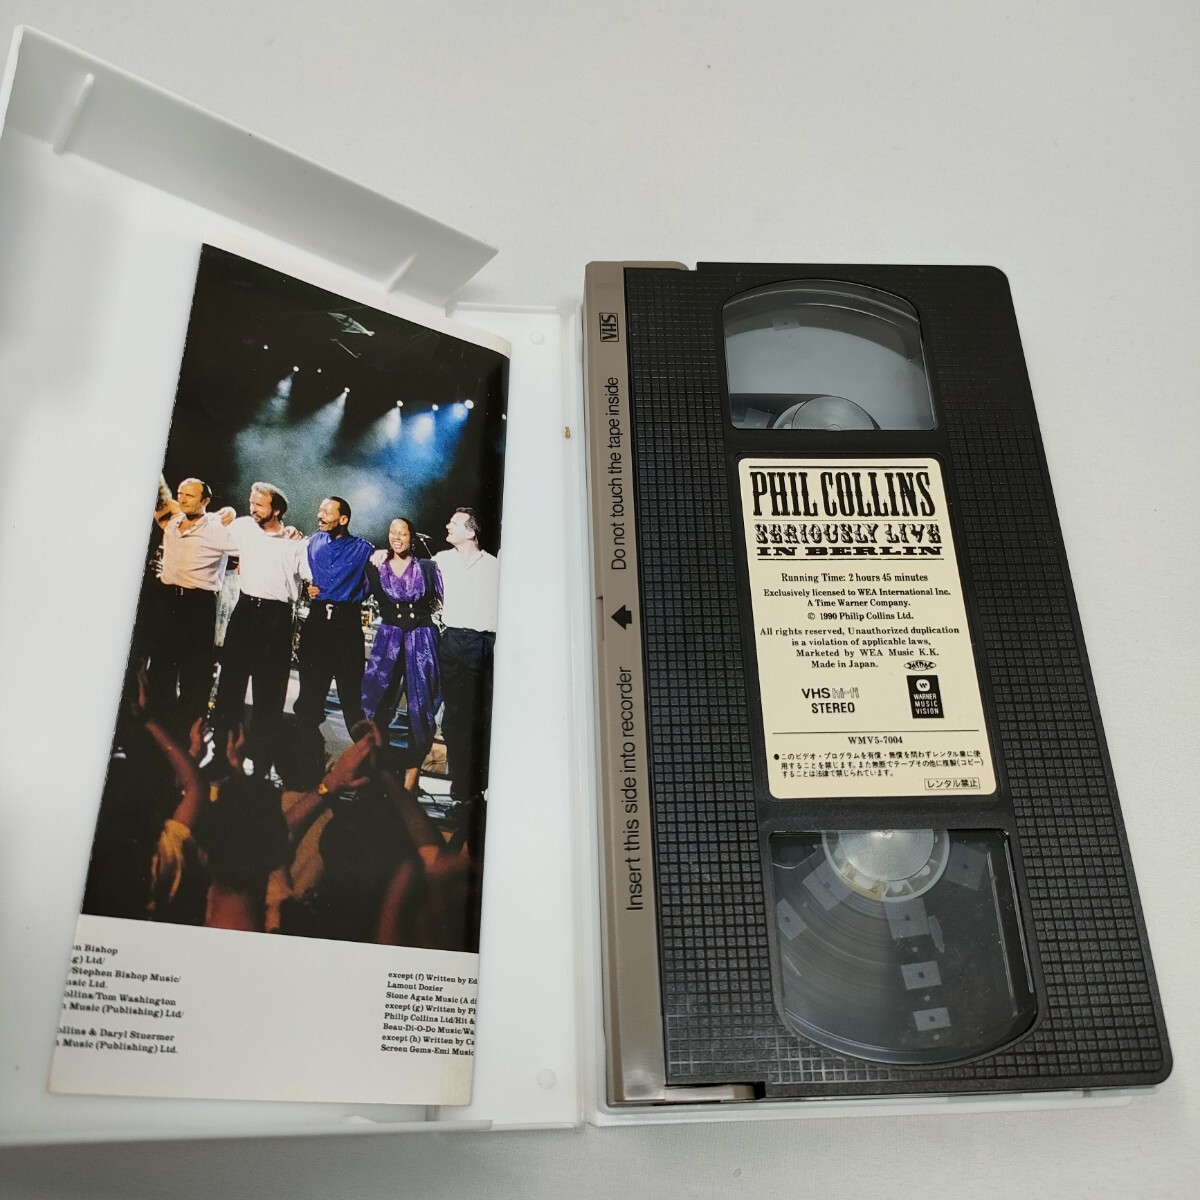 n Bishop
g) Ltd/
/Stephen Bishop Music/
usic Ltd.
ollins/Tom Washington
n Music (Publishing) Ltd/
ollins & Daryl Stuermer
n Music (Publishing) Ltd.
except (f) Written by Ed
Lamont Dozier
Stone Agate Music (A di
except (g) Written by Ph
Philip Collins Ltd/Hit &
Beau-Di-O-Do Music/Wa
except (h) Written by Ca
Screen Gems-Emi Music
VHS
Do not touch the tape inside
Insert this side into recorder
PHIL COLLINS
SERIOUSLY LIVE
IN BERLIN
Running Time: 2 hours 45 minutes
Exclusively licensed to WEA International Inc.
A Time Warner Company.
© 1990 Philip Collins Ltd.
All rights reserved, Unauthorized duplication
is a violation of applicable laws,
Marketed by WEA Music K.K.
Made in Japan.
VHS hi-fi
STEREO
WARNER
MUSIC
VISION
WMV5-7004
●このビデオ・プログラムを有償・無償を問わずレンタル業に使
用することを禁じます。また無断でテープその他に複製(コピー)
することは法律で禁じられています。
レンタル禁止